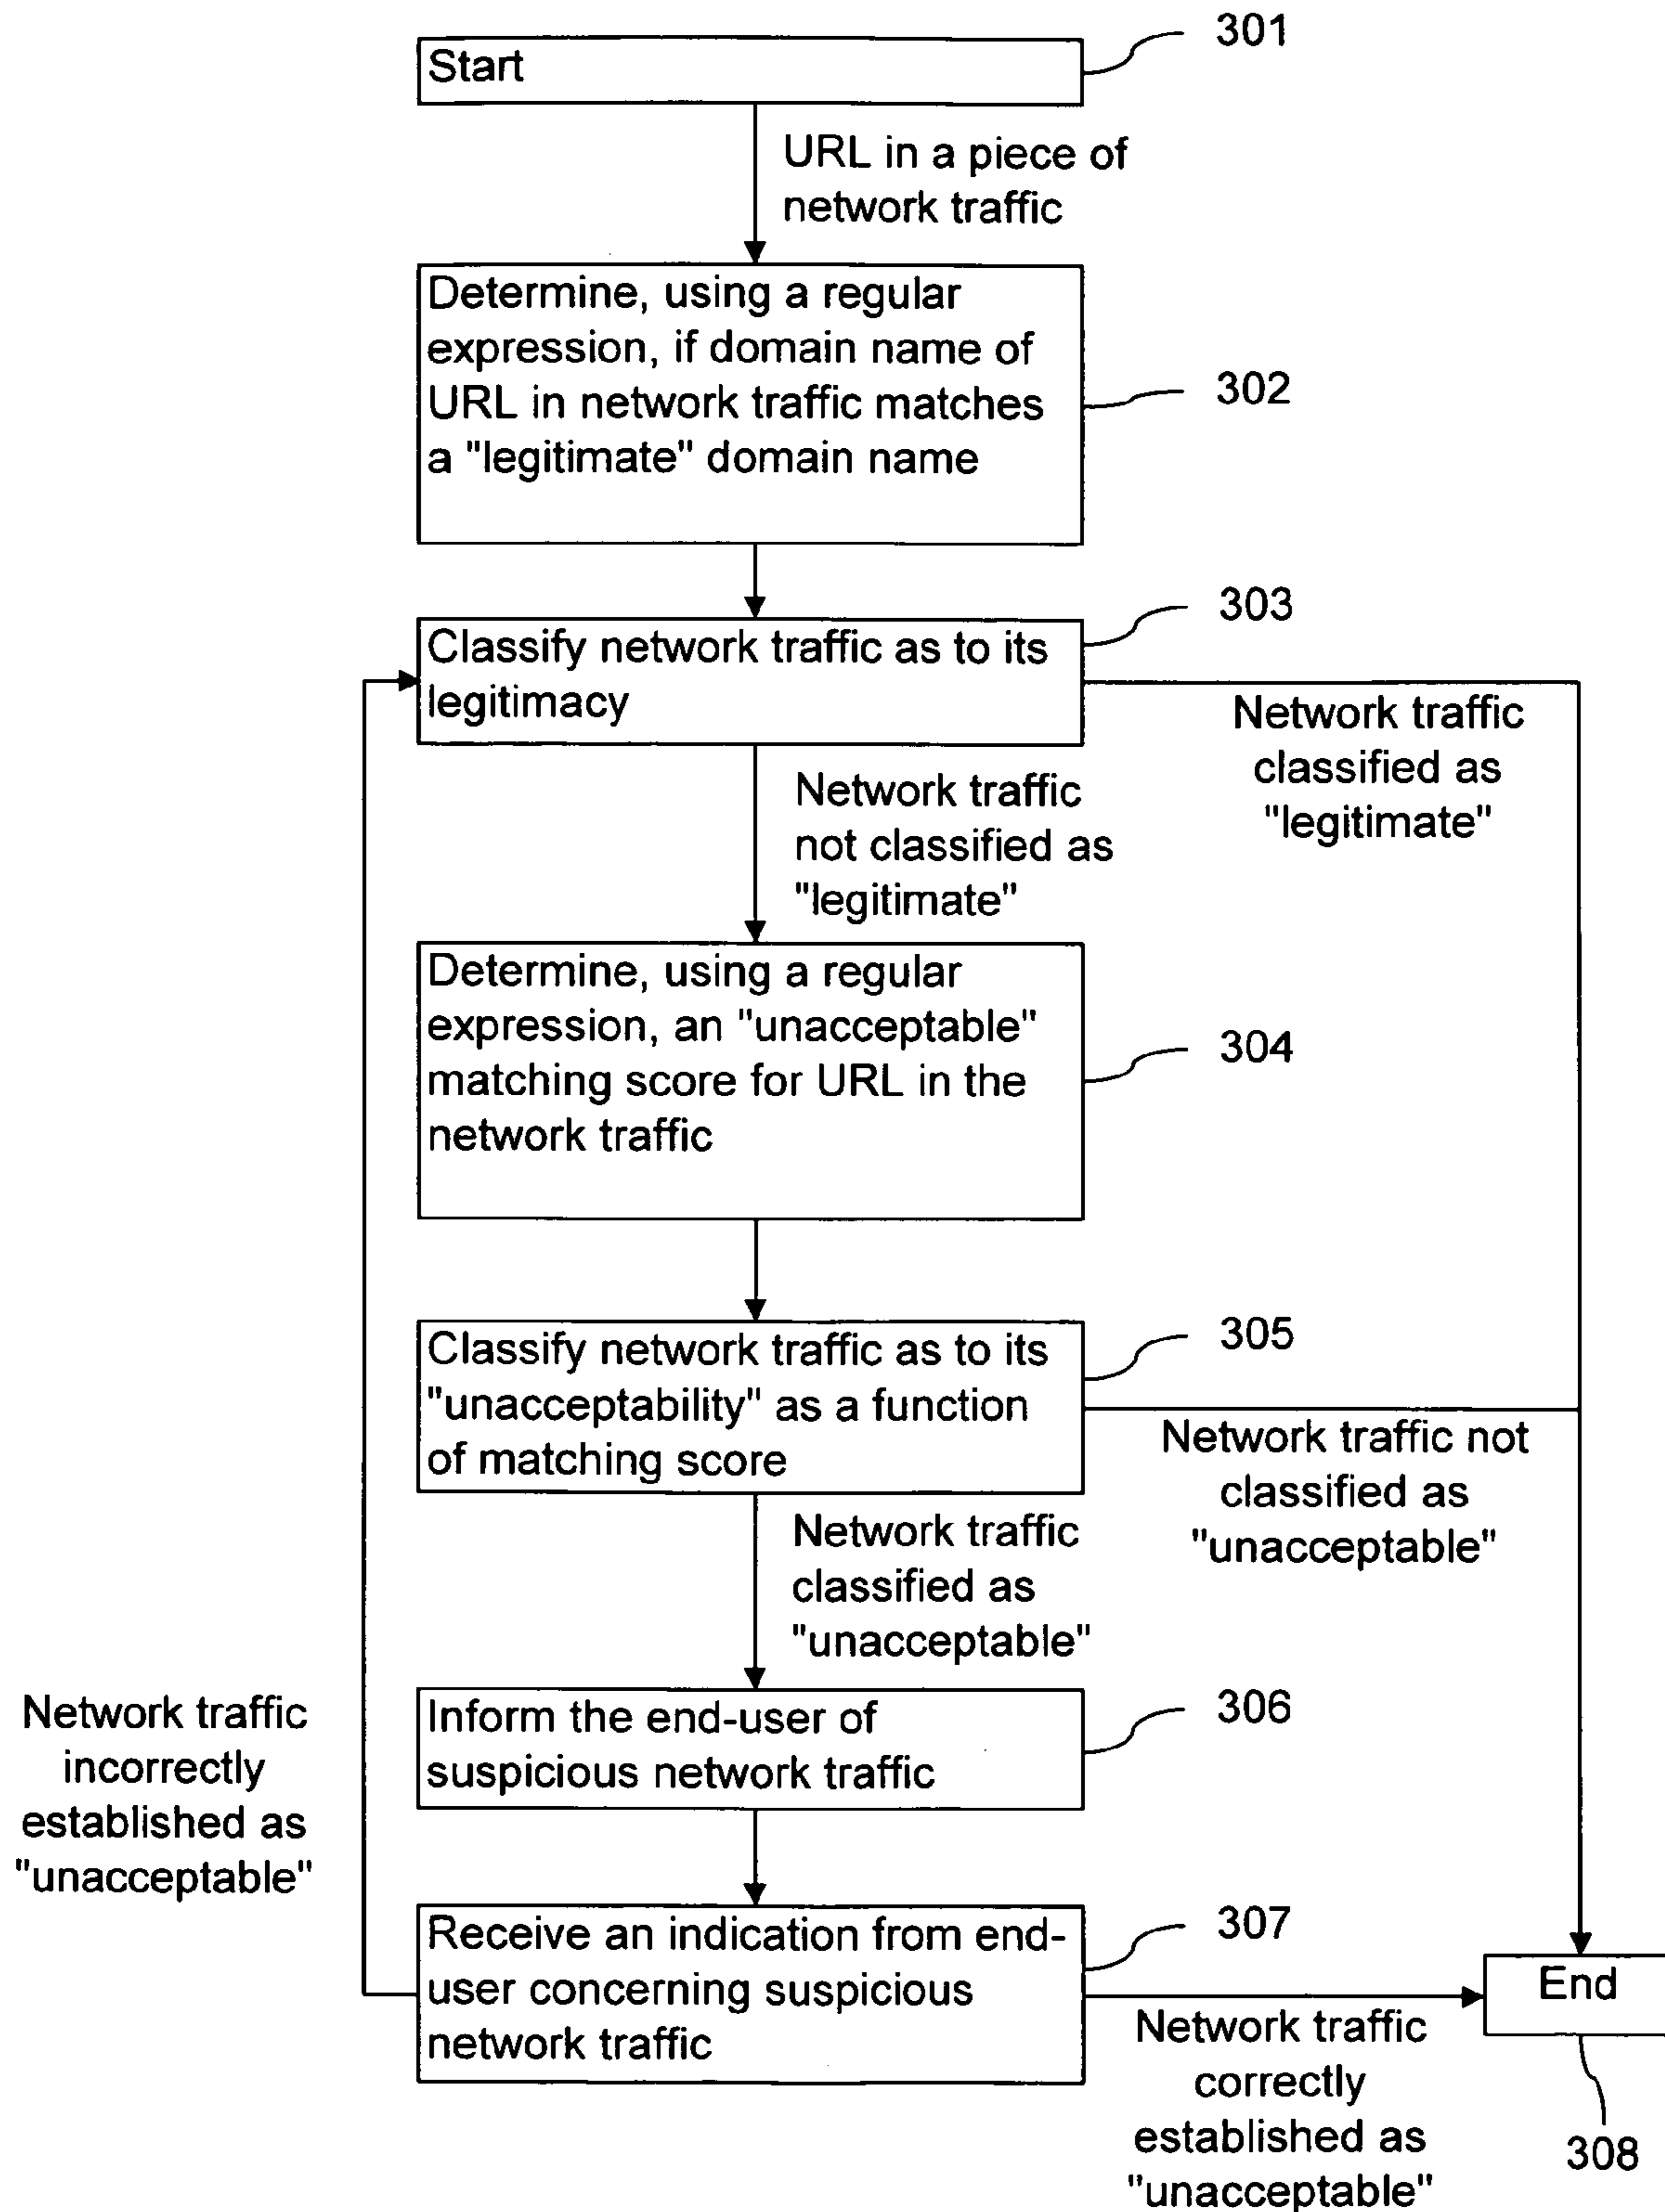 301
Start
URL in a piece of
network traffic
Determine, using a regular
expression, if domain name of
URL in network traffic matches
a "legitimate" domain name
302
303
Classify network traffic as to its
legitimacy
Network traffic
classified as
"legitimate"
Network traffic
not classified as
"legitimate"
Determine, using a regular
expression, an "unacceptable"
matching score for URL in the
network traffic
304
305
Classify network traffic as to its
"unacceptability" as a function
of matching score
Network traffic not
classified as
"unacceptable"
Network traffic
classified as
"unacceptable"
306
Inform the end-user of
suspicious network traffic
Network traffic
incorrectly
established as
"unacceptable"
307
Receive an indication from end-
user concerning suspicious
network traffic
End
Network traffic
correctly
established as
"unacceptable"
308